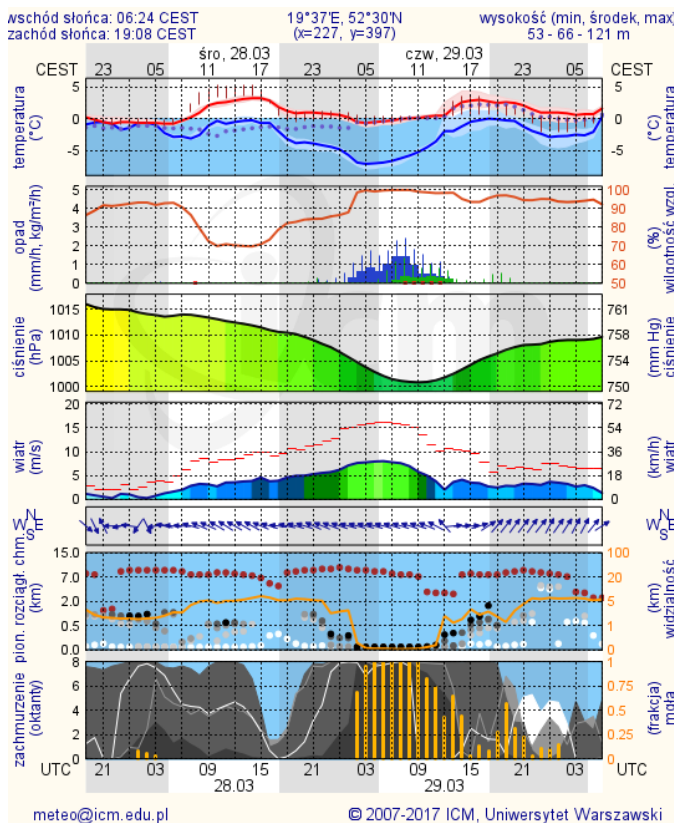 wschód słońca: 06:24 CEST 19°37'E, 52°30'N wysokość (min, środek, max)
zachód słońca: 19:08 CEST (x=227, y=397) 53 - 66 - 121 m
śro, 28.03 czw, 29.03
CEST 23 05 11 17 23 05 11 17 23 05 CEST
temperatura (°C)
5
0
-5
5
0
-5
temperatura (°C)
opad (mm/h, kg/m²/h)
5
4
3
2
1
0
100
90
80
70
60
50
(%) wilgotność wzgl.
ciśnienie (hPa)
1015
1010
1005
1000
761
758
754
750
(mm Hg) ciśnienie
wiatr (m/s)
20
15
10
5
0
72
54
36
18
0
(km/h) wiatr
N
W E
S
N
W E
S
pion. rozciągł. chm. (km)
15.0
7.0
2.0
0.5
0.0
100
20
5
1
0
(km) widzialność
zachmurzenie (oktanty)
8
6
4
2
0
1
0.75
0.5
0.25
0
(frakcja) mgła
UTC 21 03 09 15 21 03 09 15 21 03 UTC
28.03 29.03
meteo@icm.edu.pl © 2007-2017 ICM, Uniwersytet Warszawski